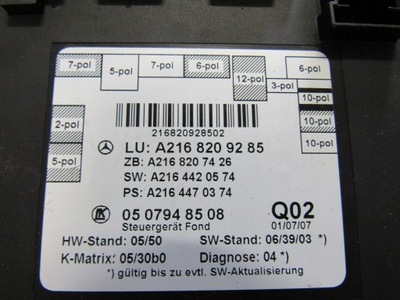 7-pol
5-pol
7-pol
6-pol
12-pol
3-pol
6-pol
10-pol
10-pol
10-pol
2-pol
5-pol
216820928502
LU: A216 820 92 85
ZB: A216 820 74 26
SW: A216 442 05 74
PS: A216 447 03 74
05 0794 85 08
Steuergerät Fond
Q02
01/07/07
HW-Stand: 05/50
SW-Stand: 06/39/03 *)
K-Matrix: 05/30b0
Diagnose: 04 *)
*) gültig bis zu evtl. SW-Aktualisierung